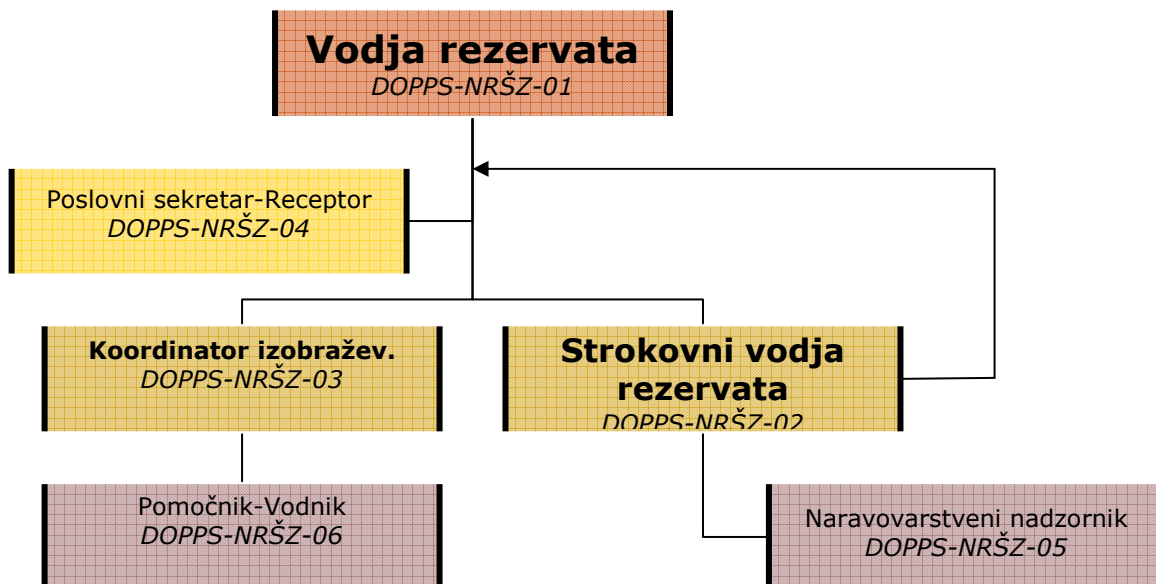 Vodja rezervata
DOPPS-NRŠZ-01
Poslovni sekretar-Receptor
DOPPS-NRŠZ-04
Koordinator izobražev.
DOPPS-NRŠZ-03
Strokovni vodja
rezervata
DOPPS-NRŠZ-02
Pomočnik-Vodnik
DOPPS-NRŠZ-06
Naravovarstveni nadzornik
DOPPS-NRŠZ-05